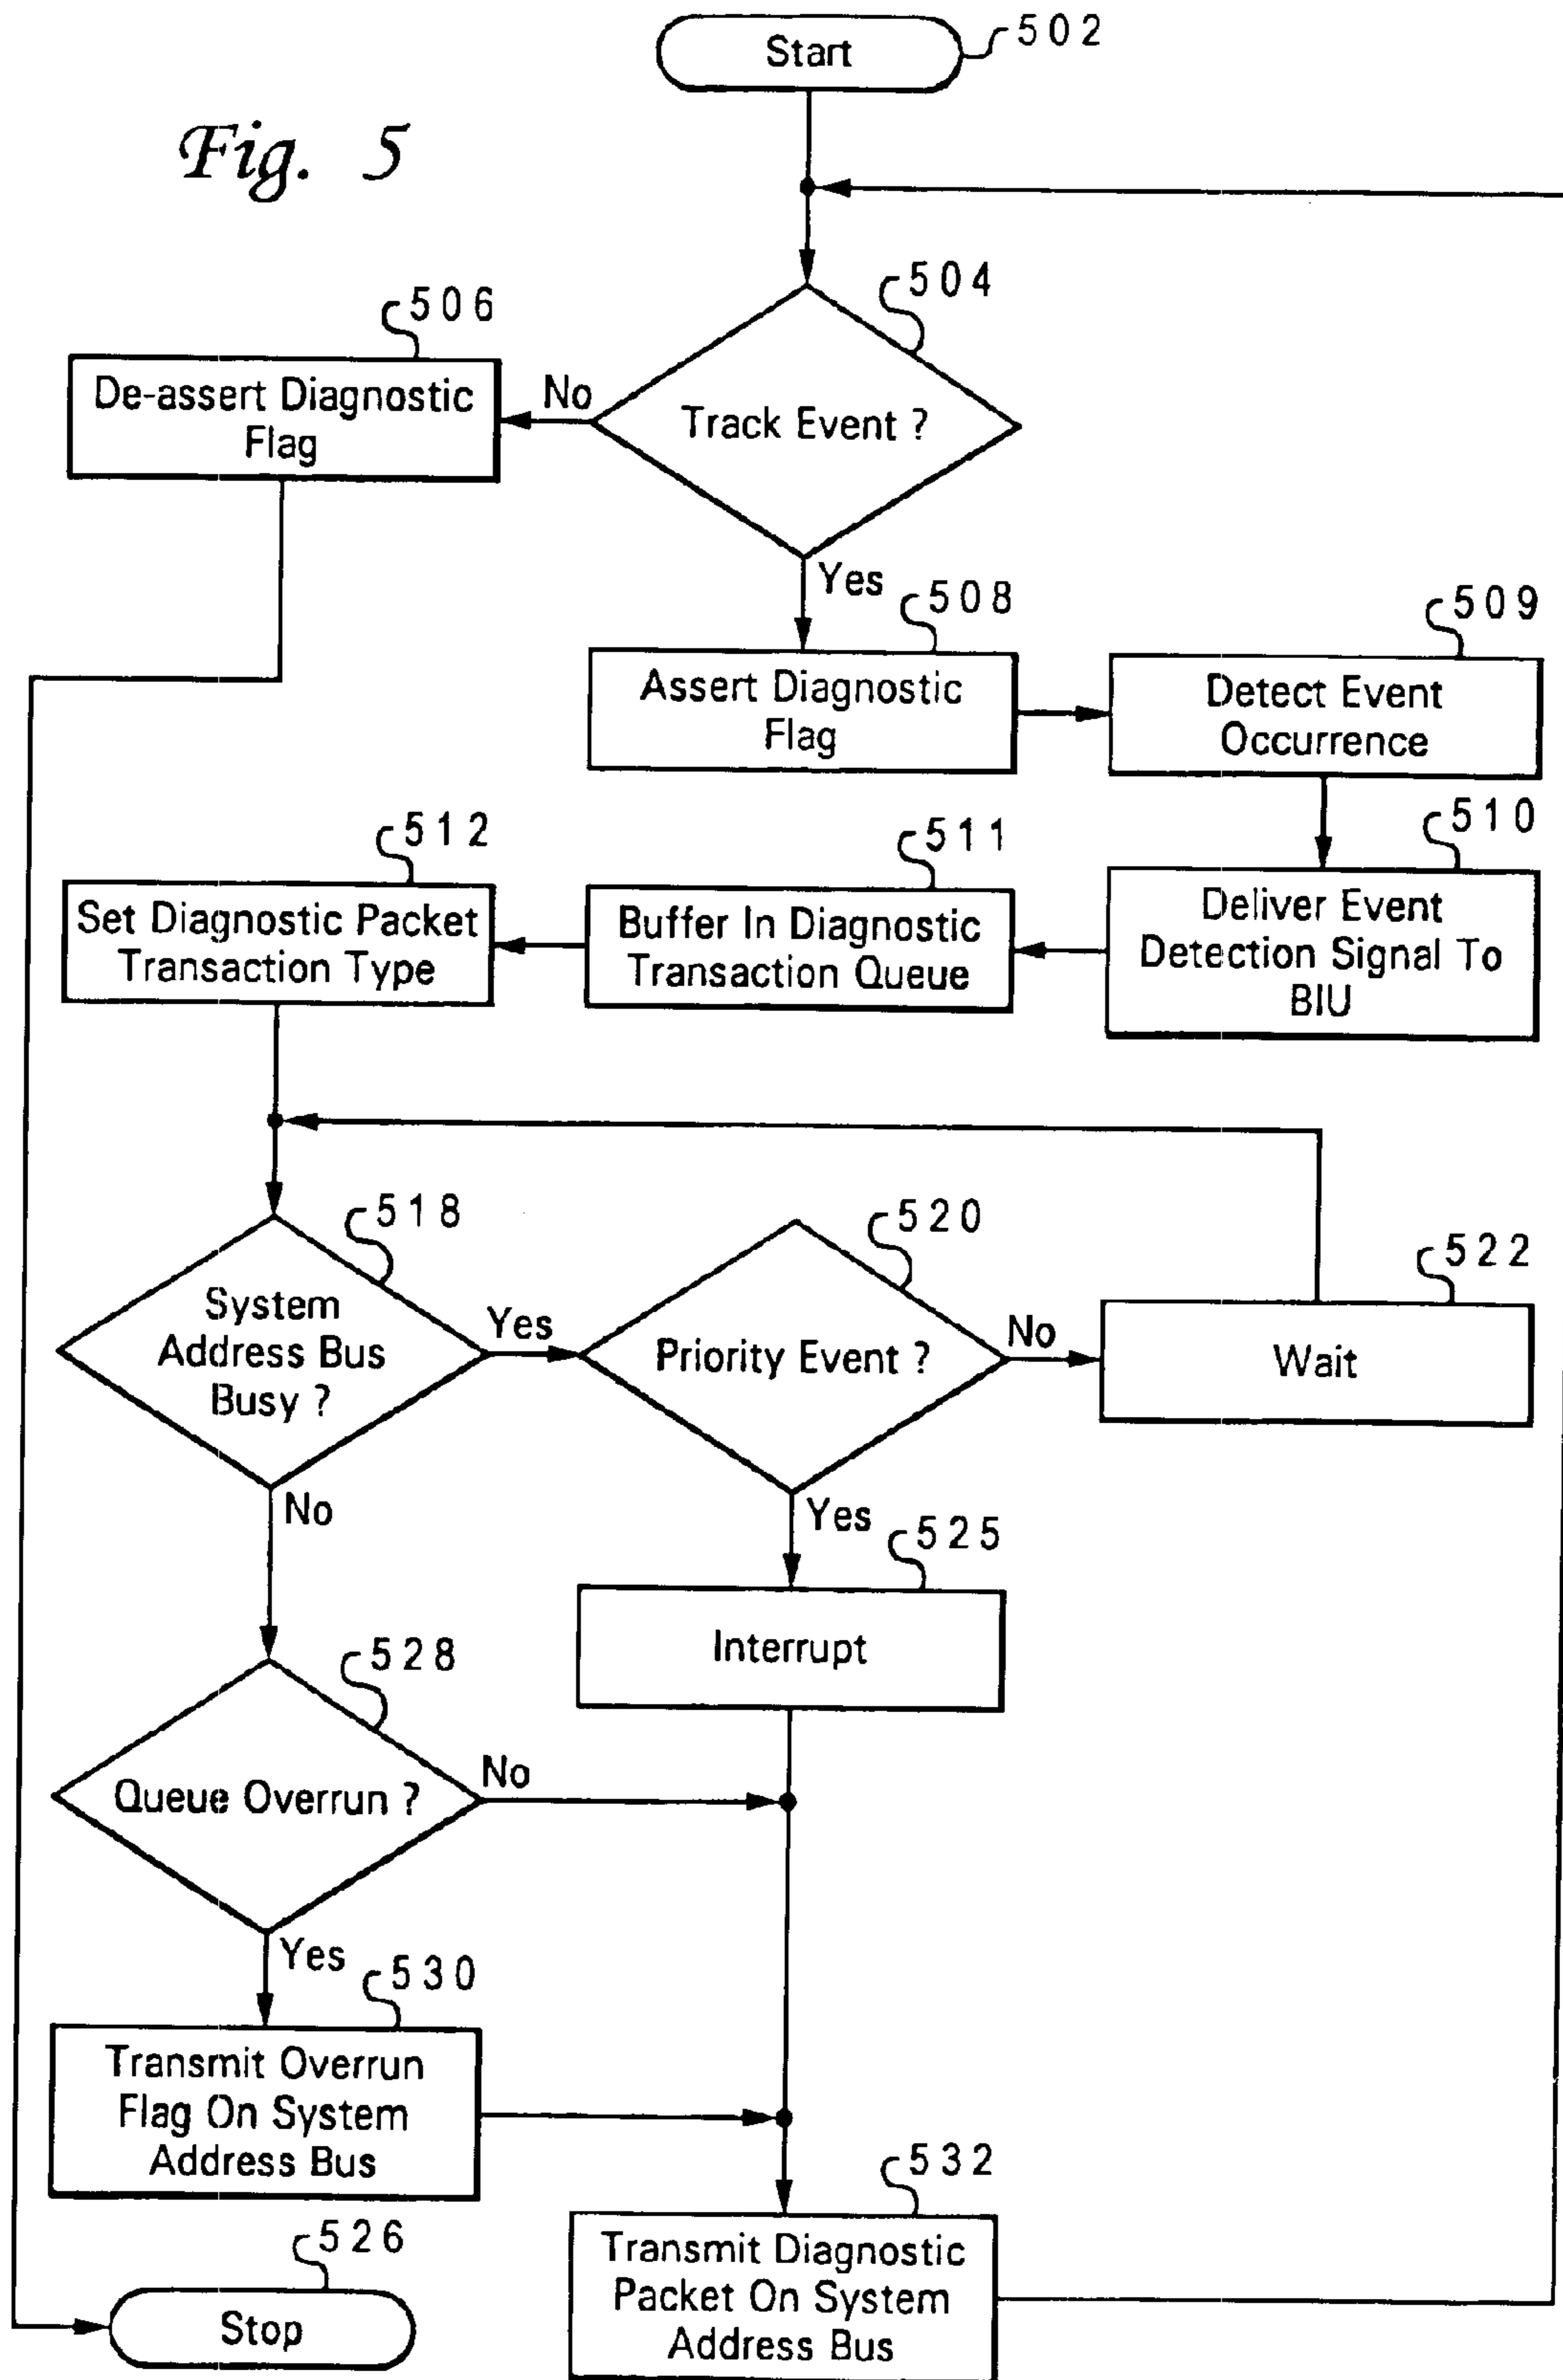 Start
502
Fig. 5
504
506
De-assert Diagnostic
Flag
No
Track Event ?
Yes
508
509
Assert Diagnostic
Flag
Detect Event
Occurrence
512
511
510
Set Diagnostic Packet
Transaction Type
Buffer In Diagnostic
Transaction Queue
Deliver Event
Detection Signal To
BIU
518
520
522
System
Address Bus
Busy ?
Yes
Priority Event ?
No
Wait
No
Yes
525
Interrupt
528
Queue Overrun ?
No
Yes
530
Transmit Overrun
Flag On System
Address Bus
532
Transmit Diagnostic
Packet On System
Address Bus
526
Stop